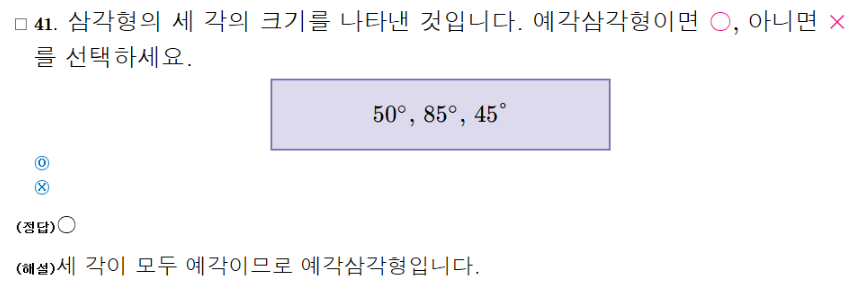 □ 41. 삼각형의 세 각의 크기를 나타낸 것입니다. 예각삼각형이면 ◯, 아니면 ×
를 선택하세요.
50°, 85°, 45°
ⓞ
ⓧ
(정답)◯
(해설)세 각이 모두 예각이므로 예각삼각형입니다.